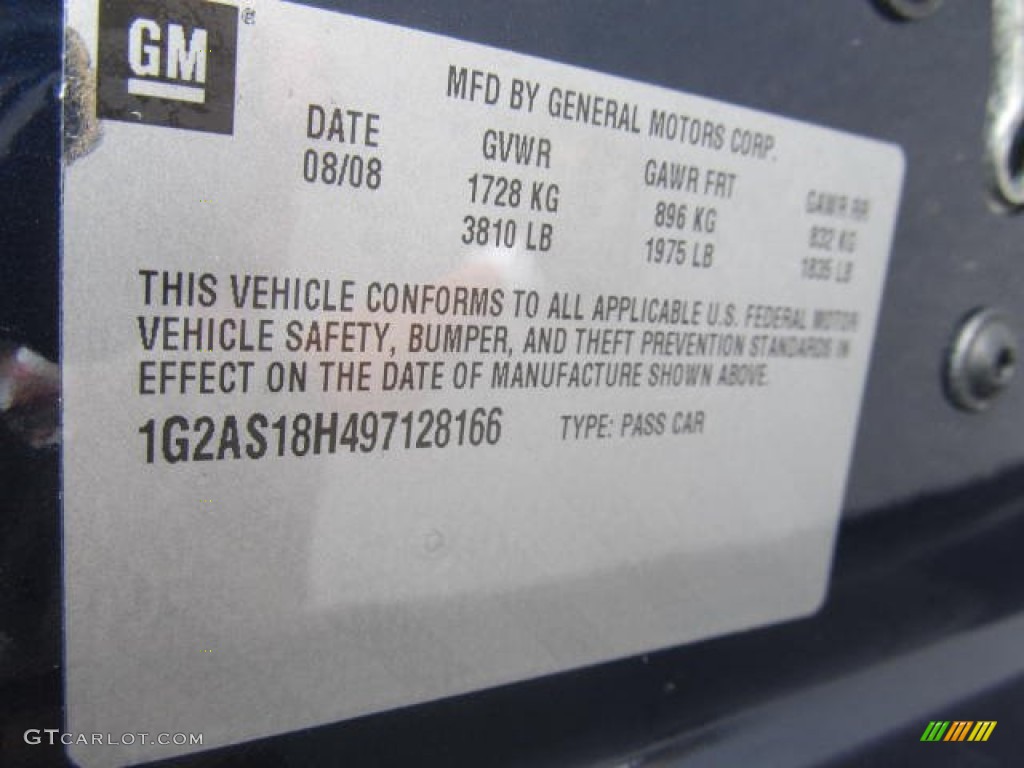 GM®
MFD BY GENERAL MOTORS CORP.
DATE GVWR GAWR FRT GAWR RR
08/08 1728 KG 896 KG 832 KG
3810 LB 1975 LB 1835 LB
THIS VEHICLE CONFORMS TO ALL APPLICABLE U.S. FEDERAL MOTOR
VEHICLE SAFETY, BUMPER, AND THEFT PREVENTION STANDARDS IN
EFFECT ON THE DATE OF MANUFACTURE SHOWN ABOVE.
1G2AS18H497128166 TYPE: PASS CAR
GTCARLOT.COM